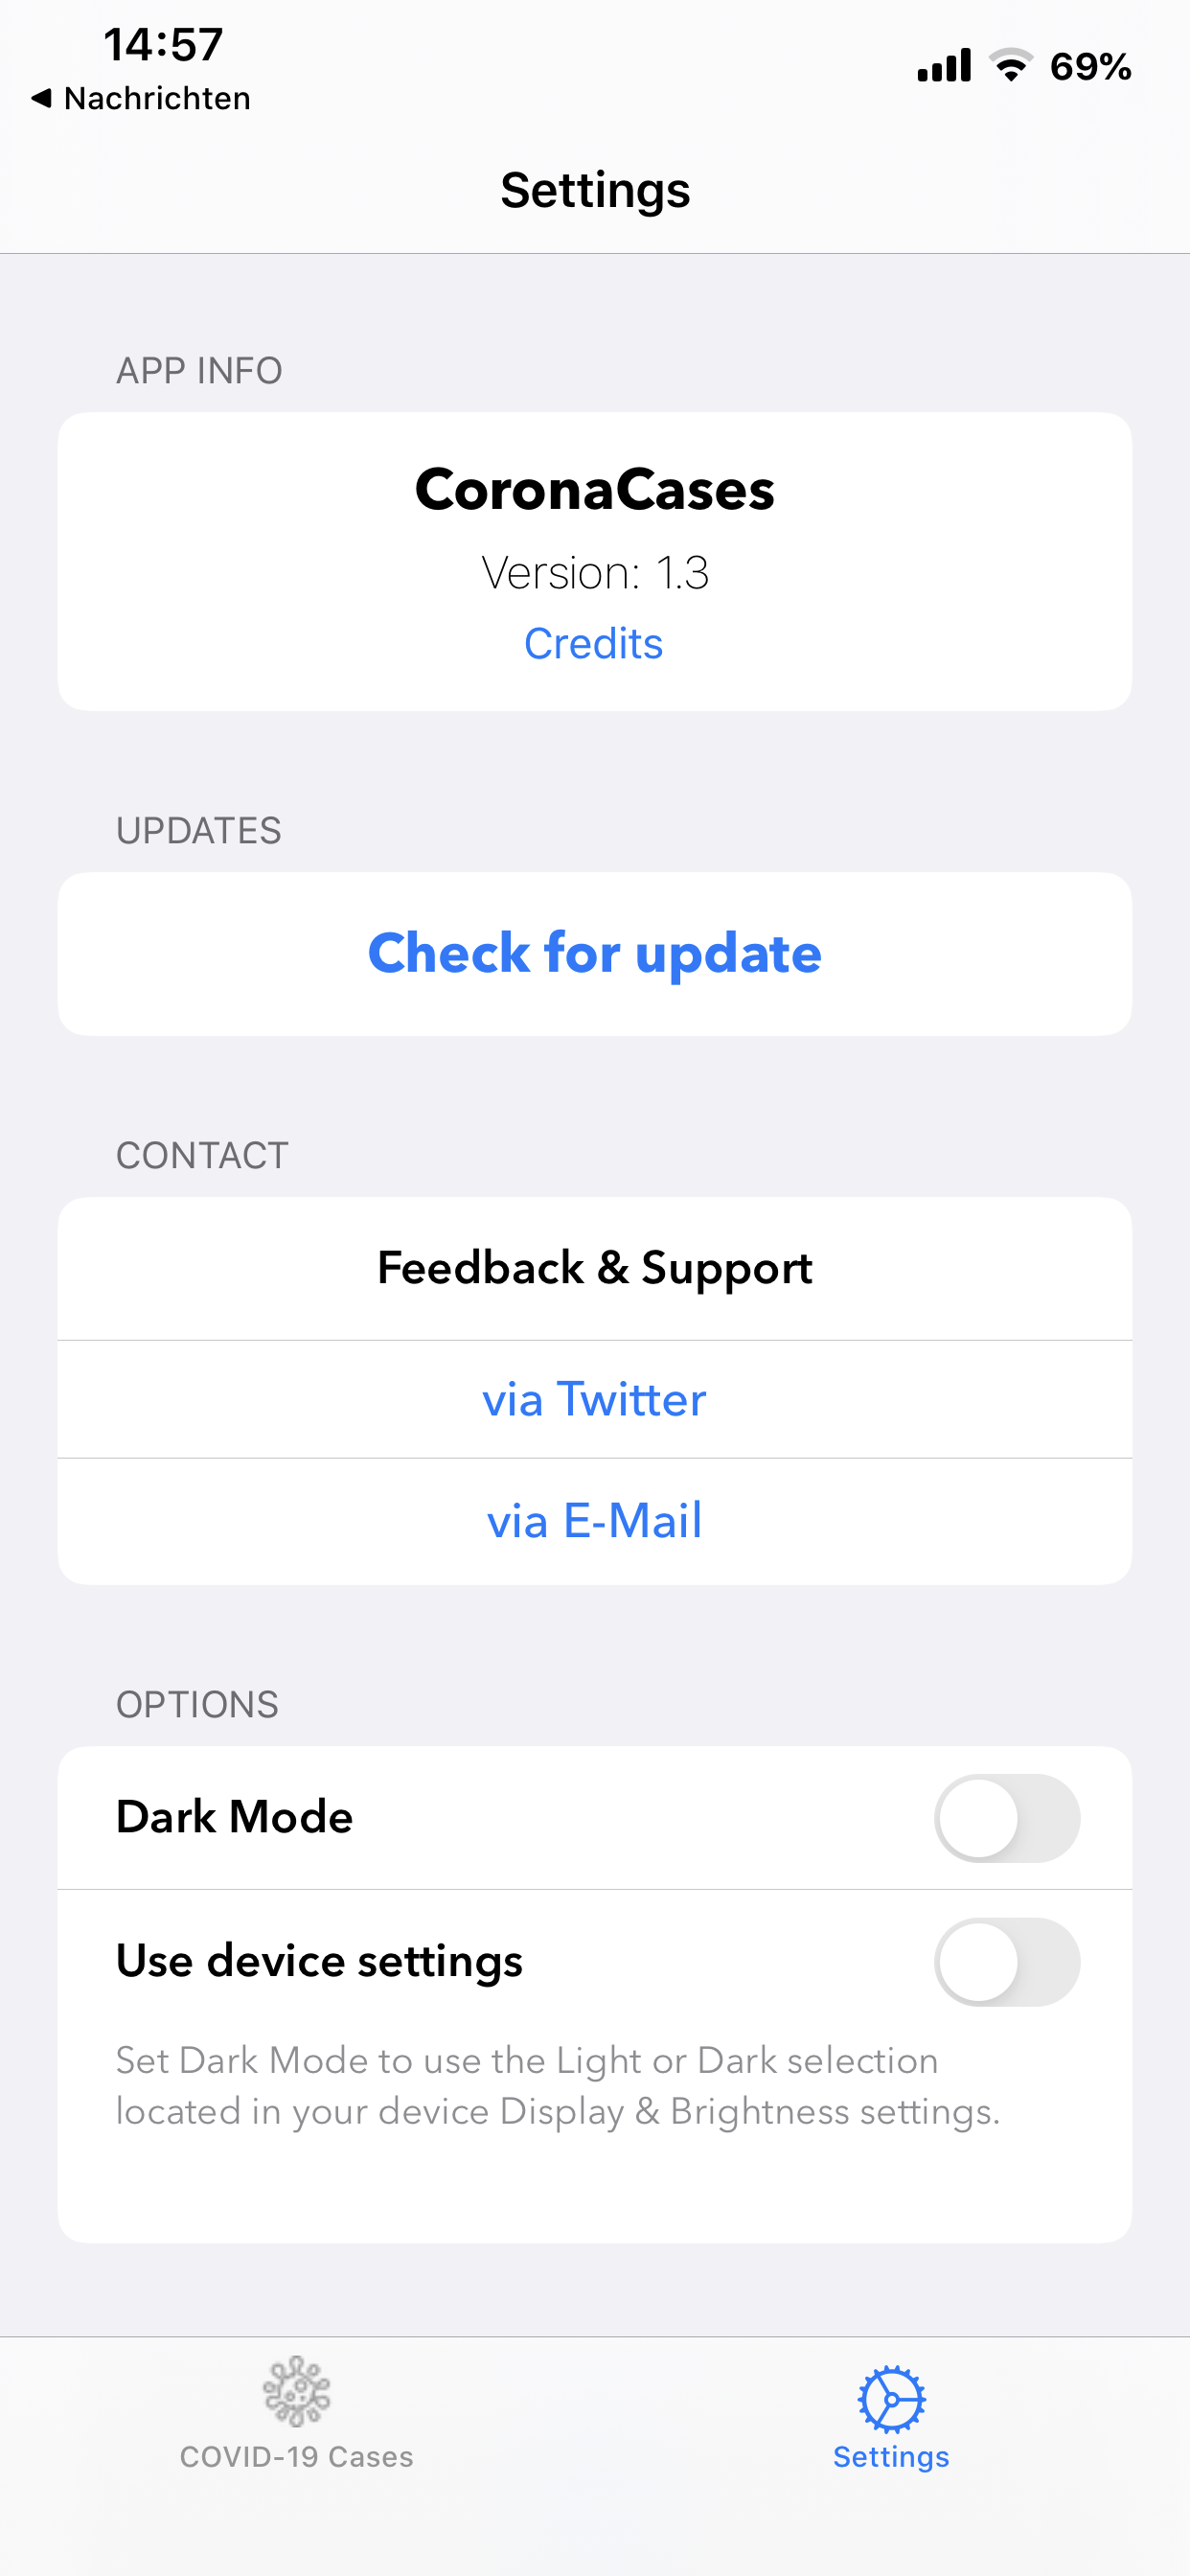 14:57
◀ Nachrichten
69%
Settings
APP INFO
CoronaCases
Version: 1.3
Credits
UPDATES
Check for update
CONTACT
Feedback & Support
via Twitter
via E-Mail
OPTIONS
Dark Mode
Use device settings
Set Dark Mode to use the Light or Dark selection
located in your device Display & Brightness settings.
COVID-19 Cases
Settings